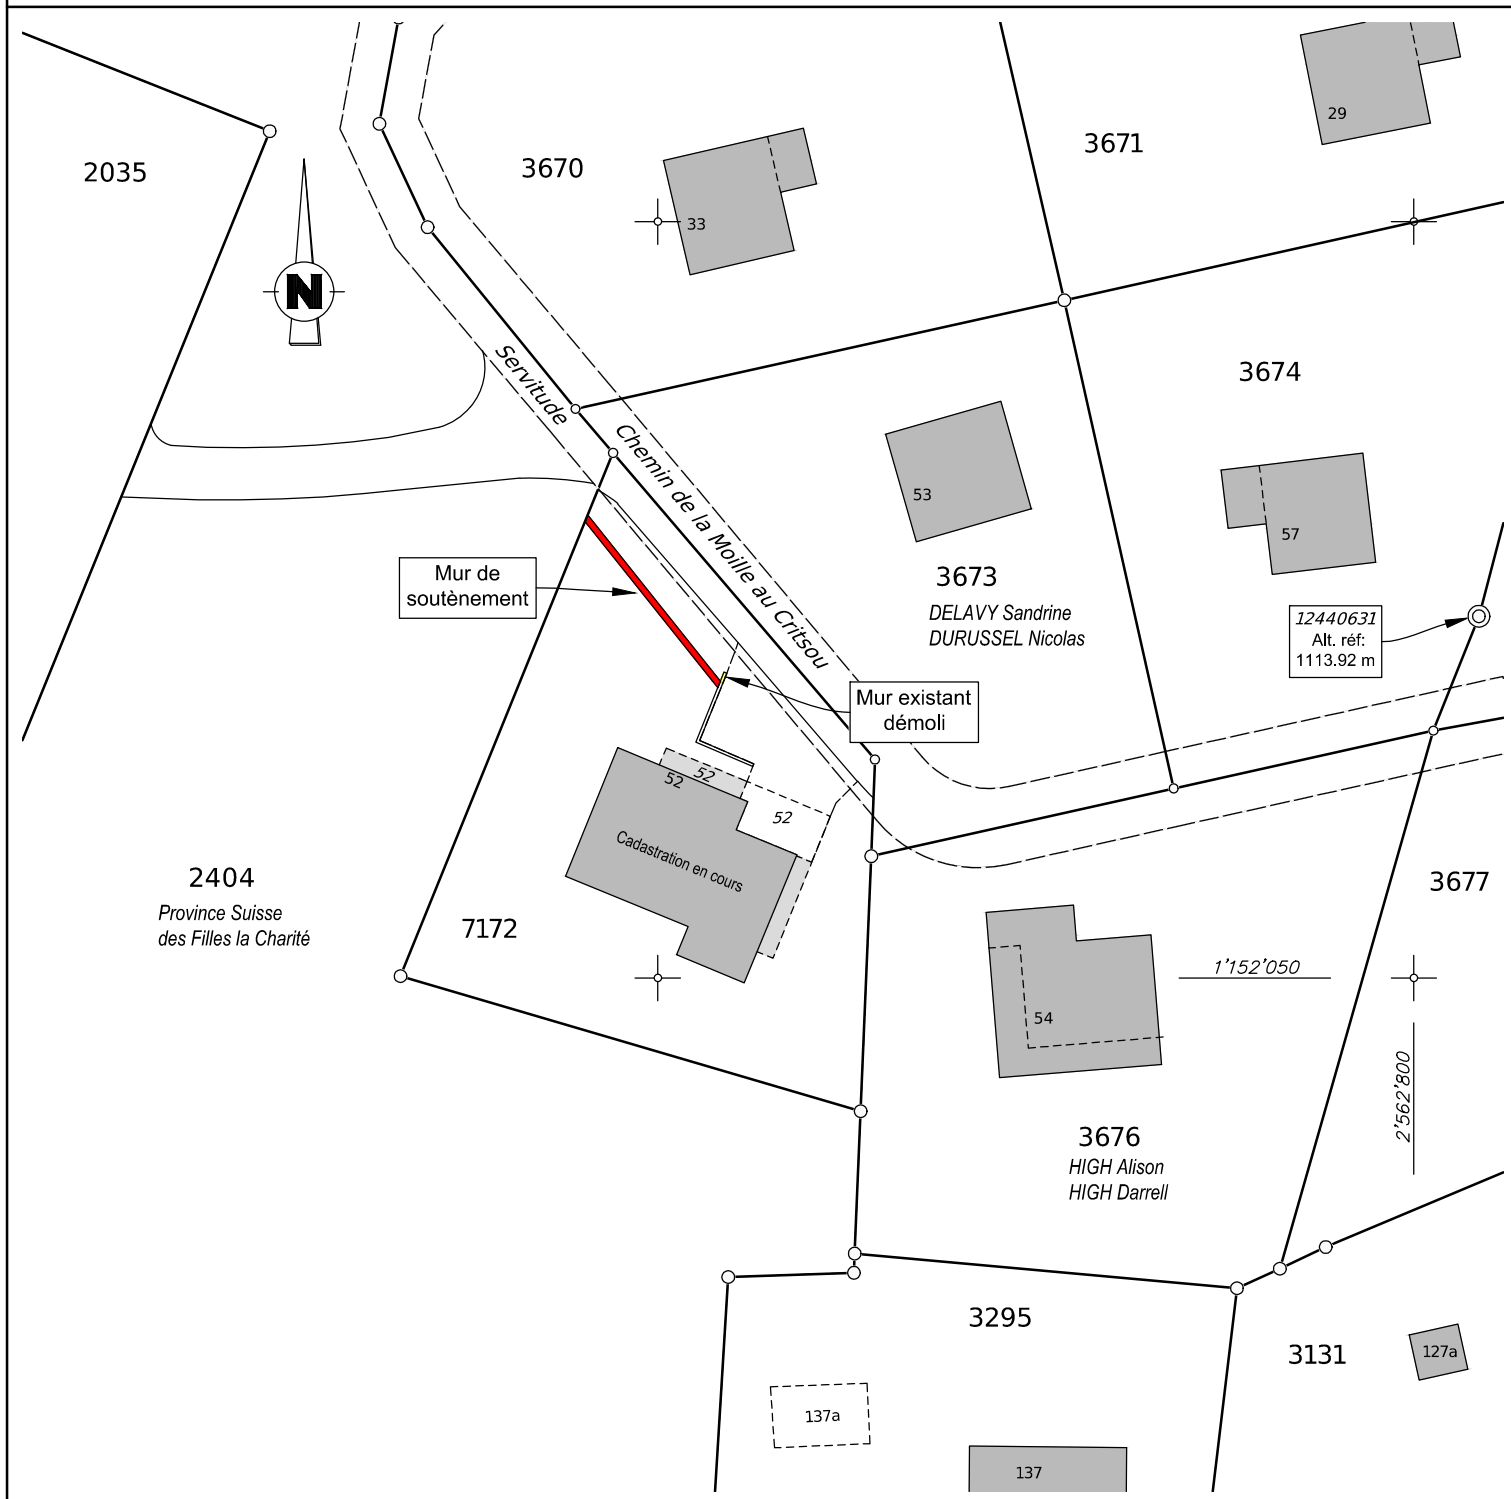 29
3671
2035
3670
33
N
Servitude
3674
Chemin de la Moille au Critsou
53
57
Mur de
soutènement
3673
DELAVY Sandrine
DURUSSEL Nicolas
12440631
Alt. réf:
1113.92 m
Mur existant
démoli
52
52
52
Cadastration en cours
2404
Province Suisse
des Filles la Charité
7172
3677
1'152'050
54
2'562'800
3676
HIGH Alison
HIGH Darrell
3295
3131
127a
137a
137